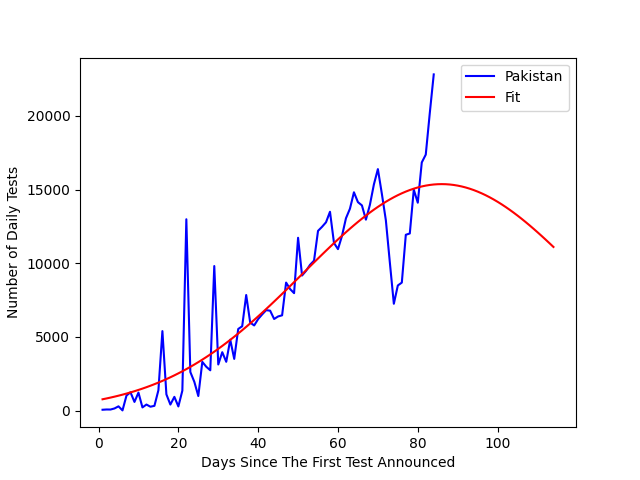 Pakistan
Fit
20000
15000
10000
5000
0
Number of Daily Tests
0 20 40 60 80 100
Days Since The First Test Announced